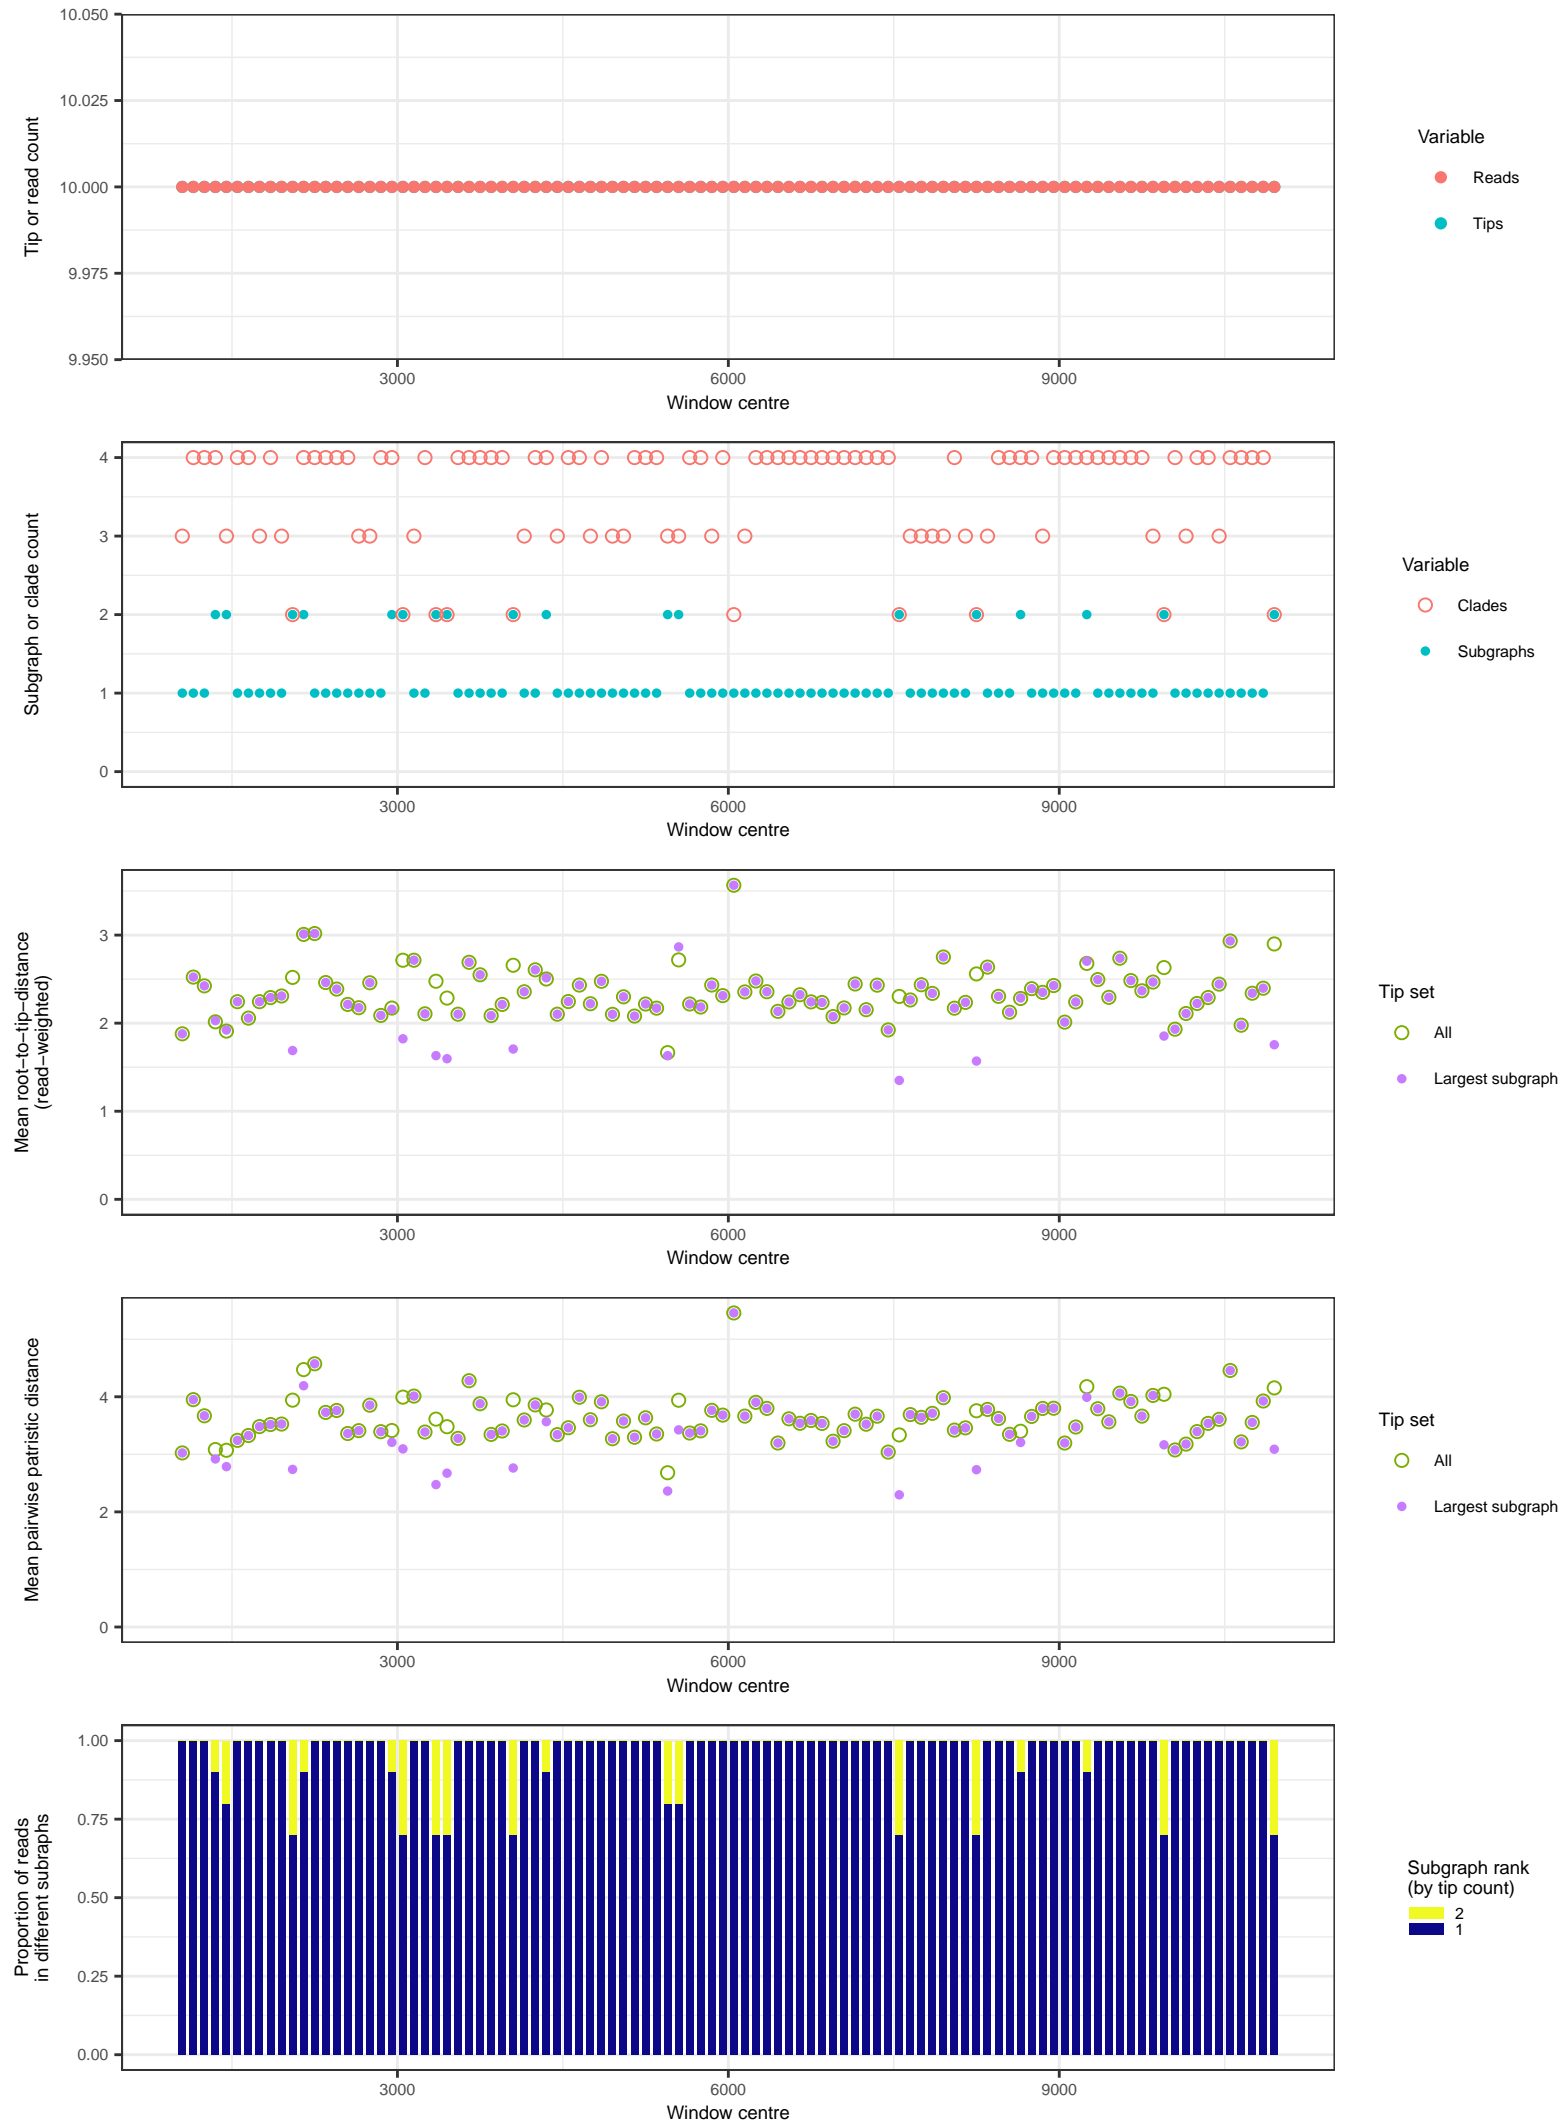 10.050
10.025
10.000
9.975
9.950
Tip or read count
3000 6000 9000
Window centre
Variable
Reads
Tips
4
3
2
1
0
Subgraph or clade count
3000 6000 9000
Window centre
Variable
Clades
Subgraphs
3
2
1
0
Mean root−to−tip−distance
(read−weighted)
3000 6000 9000
Window centre
Tip set
All
Largest subgraph
4
2
0
Mean pairwise patristic distance
3000 6000 9000
Window centre
Tip set
All
Largest subgraph
1.00
0.75
0.50
0.25
0.00
Proportion of reads
in different subraphs
3000 6000 9000
Window centre
Subgraph rank
(by tip count)
2
1